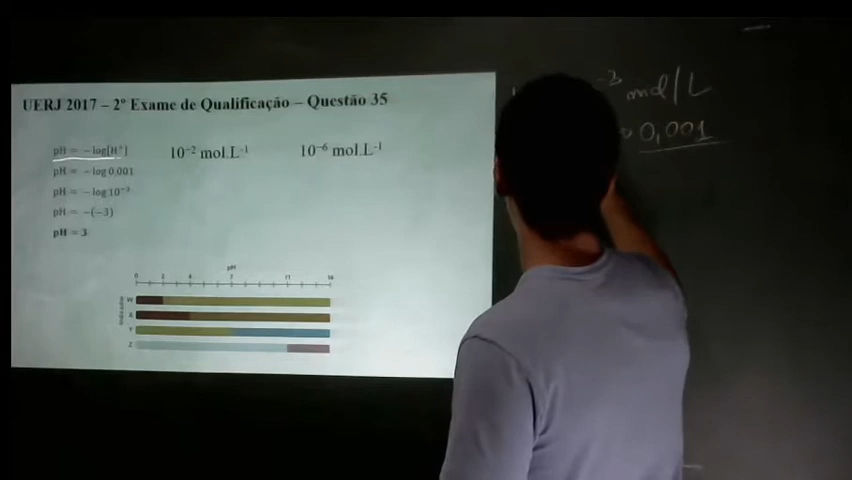 UERJ 2017 – 2º Exame de Qualificação – Questão 35
pH = −log[H⁺]
10⁻² mol.L⁻¹
10⁻⁶ mol.L⁻¹
pH = −log 0,001
pH = −log 10⁻³
pH = −(−3)
pH = 3
pH
0 2 4 7 11 14
W
X
Y
Z
⁻³ mol/L
0,001